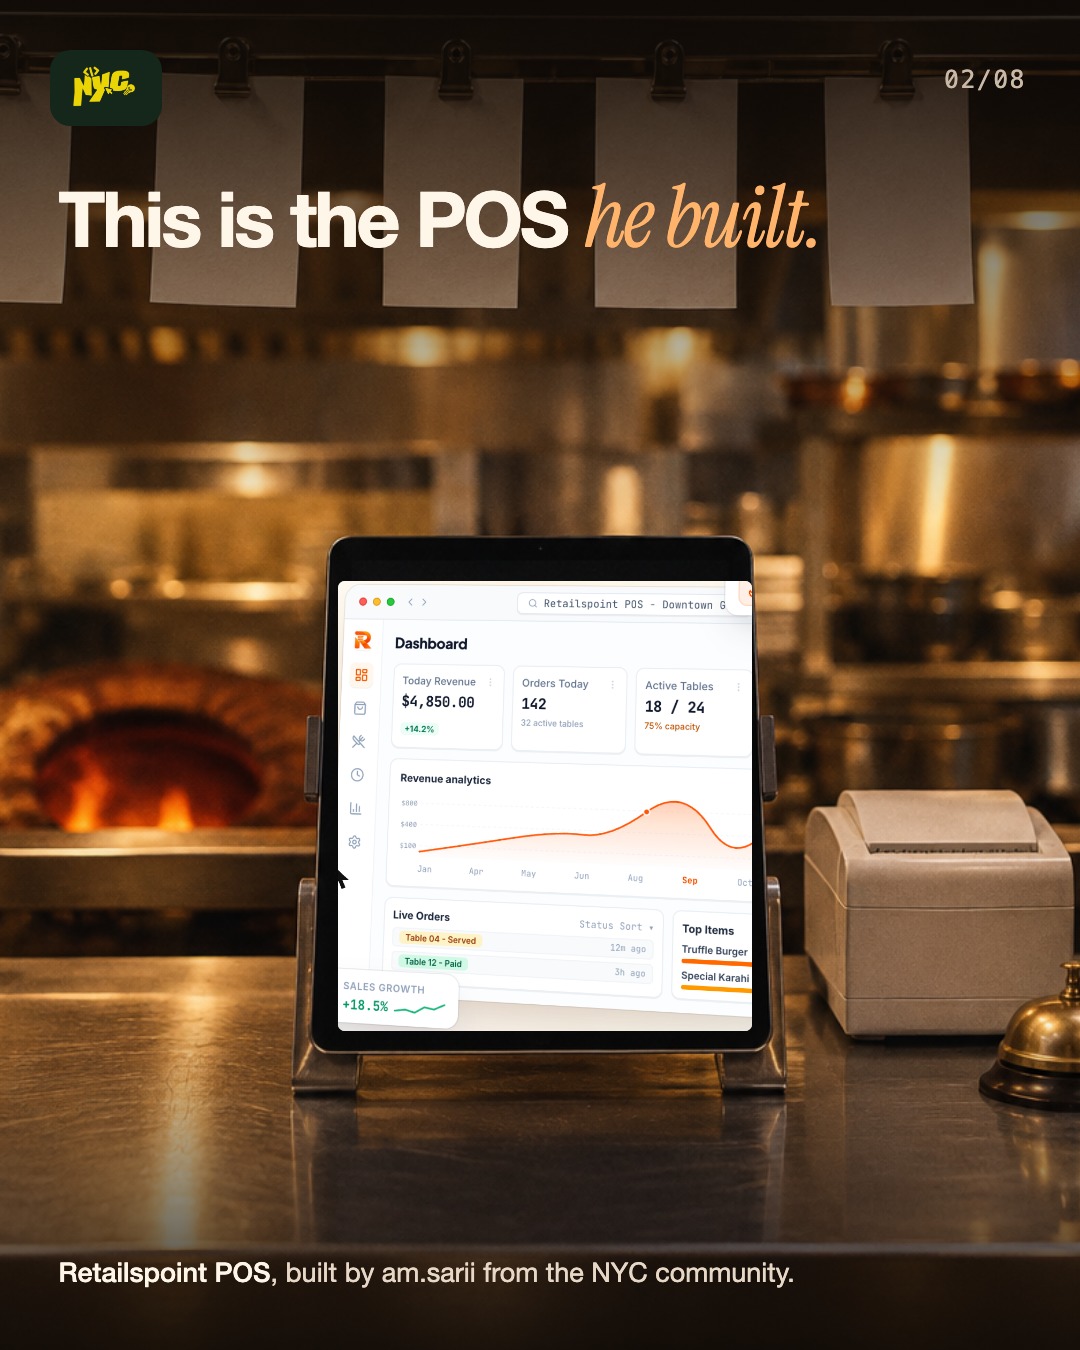 NYC
02/08
This is the POS he built.
Retailspoint POS - Downtown G
R
Dashboard
Today Revenue
$4,850.00
+14.2%
Orders Today
142
32 active tables
Active Tables
18 / 24
75% capacity
Revenue analytics
$800
$400
$100
Jan Apr May Jun Aug Sep Oct
Live Orders
Status Sort
Table 04 - Served
12m ago
Table 12 - Paid
3h ago
Top Items
Truffle Burger
Special Karahi
SALES GROWTH
+18.5%
Retailspoint POS, built by am.sarii from the NYC community.